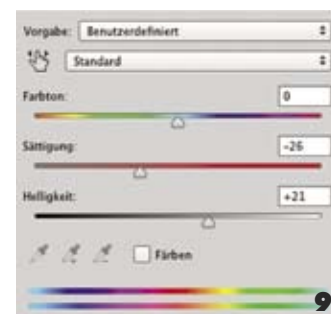 Vorgabe: Benutzerdefiniert
Standard
Farbton: 0
Sättigung: -26
Helligkeit: +21
Färben
9